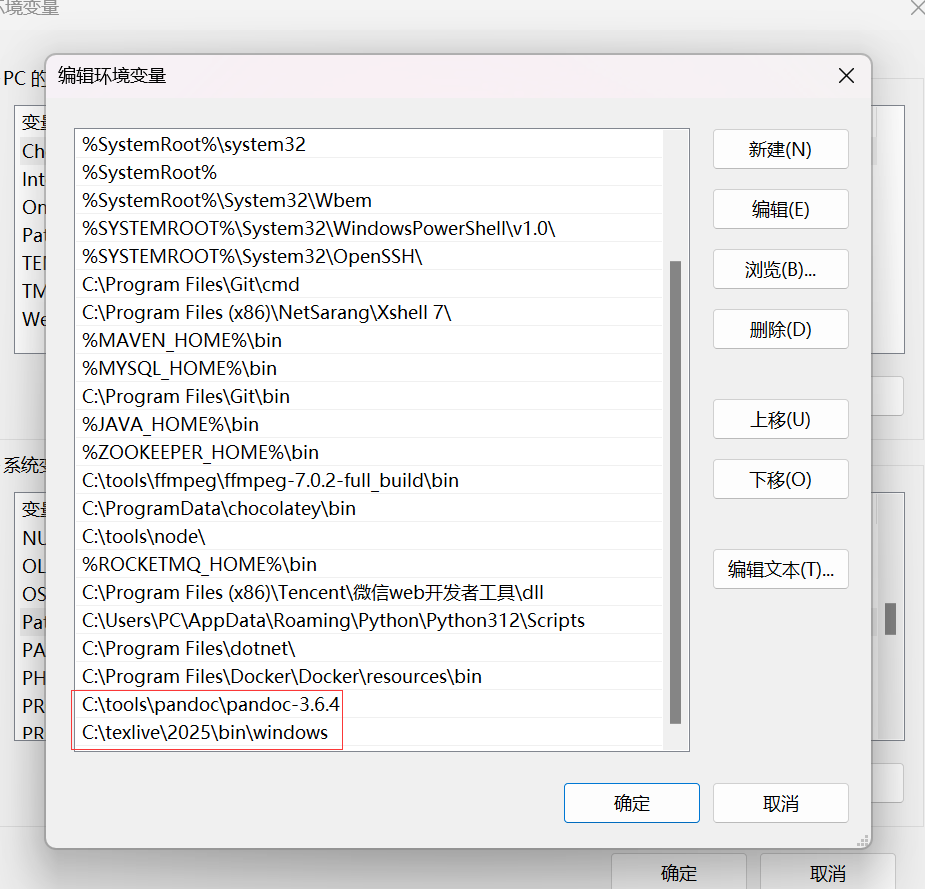 环境变量
编辑环境变量
PC 的
变量
Ch
Int
On
Pat
TEM
TM
We
%SystemRoot%\system32
%SystemRoot%
%SystemRoot%\System32\Wbem
%SYSTEMROOT%\System32\WindowsPowerShell\v1.0\
%SYSTEMROOT%\System32\OpenSSH\
C:\Program Files\Git\cmd
C:\Program Files (x86)\NetSarang\Xshell 7\
%MAVEN_HOME%\bin
%MYSQL_HOME%\bin
C:\Program Files\Git\bin
%JAVA_HOME%\bin
%ZOOKEEPER_HOME%\bin
C:\tools\ffmpeg\ffmpeg-7.0.2-full_build\bin
C:\ProgramData\chocolatey\bin
C:\tools\node\
%ROCKETMQ_HOME%\bin
C:\Program Files (x86)\Tencent\微信web开发者工具\dll
C:\Users\PC\AppData\Roaming\Python\Python312\Scripts
C:\Program Files\dotnet\
C:\Program Files\Docker\Docker\resources\bin
C:\tools\pandoc\pandoc-3.6.4
C:\texlive\2025\bin\windows
新建(N)
编辑(E)
浏览(B)...
删除(D)
上移(U)
下移(O)
编辑文本(T)...
系统变
变量
NU
OL
OS
Pat
PA
PH
PR
PR
确定
取消
确定
取消